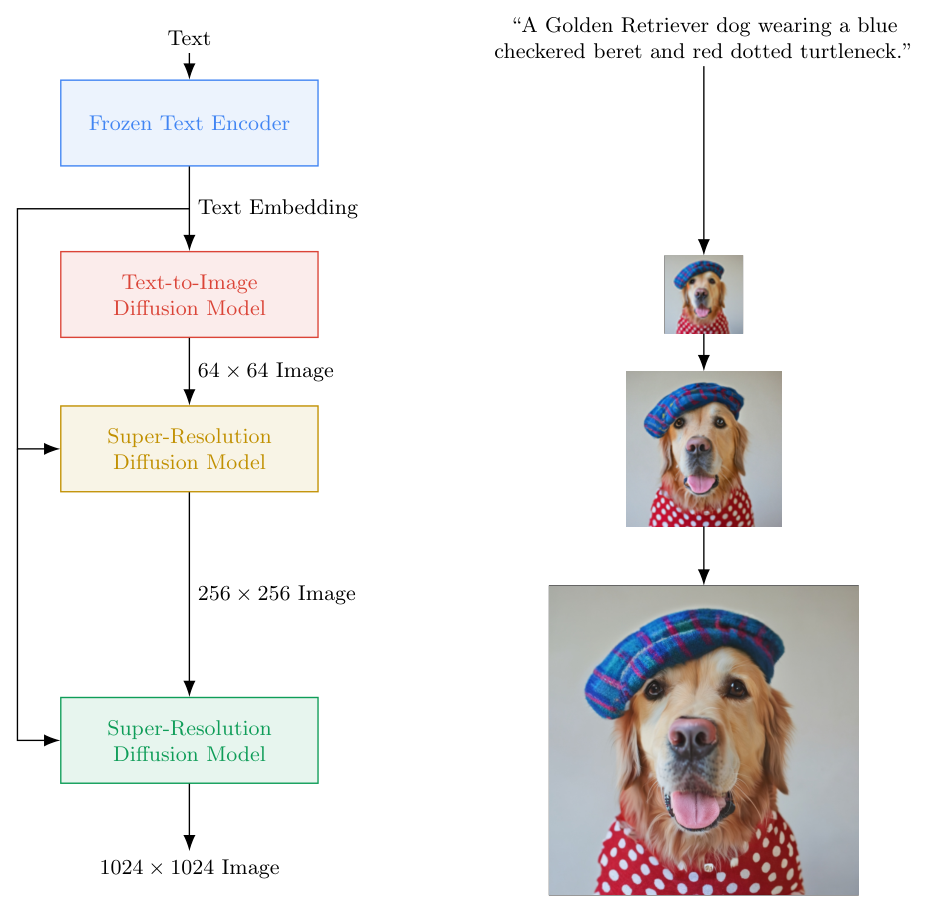 Text
Frozen Text Encoder
Text Embedding
Text-to-Image
Diffusion Model
64 × 64 Image
Super-Resolution
Diffusion Model
256 × 256 Image
Super-Resolution
Diffusion Model
1024 × 1024 Image
“A Golden Retriever dog wearing a blue
checkered beret and red dotted turtleneck.”